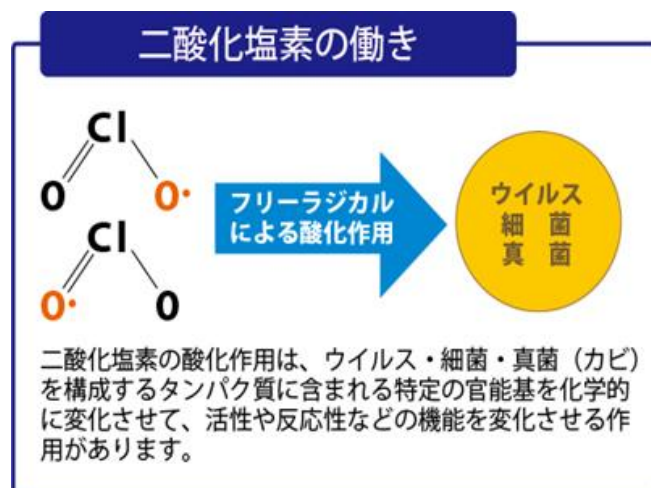 二酸化塩素の働き
Cl
O
O・
Cl
O・
O
フリーラジカル
による酸化作用
ウイルス
細　菌
真　菌
二酸化塩素の酸化作用は、ウイルス・細菌・真菌（カビ）
を構成するタンパク質に含まれる特定の官能基を化学的
に変化させて、活性や反応性などの機能を変化させる作
用があります。